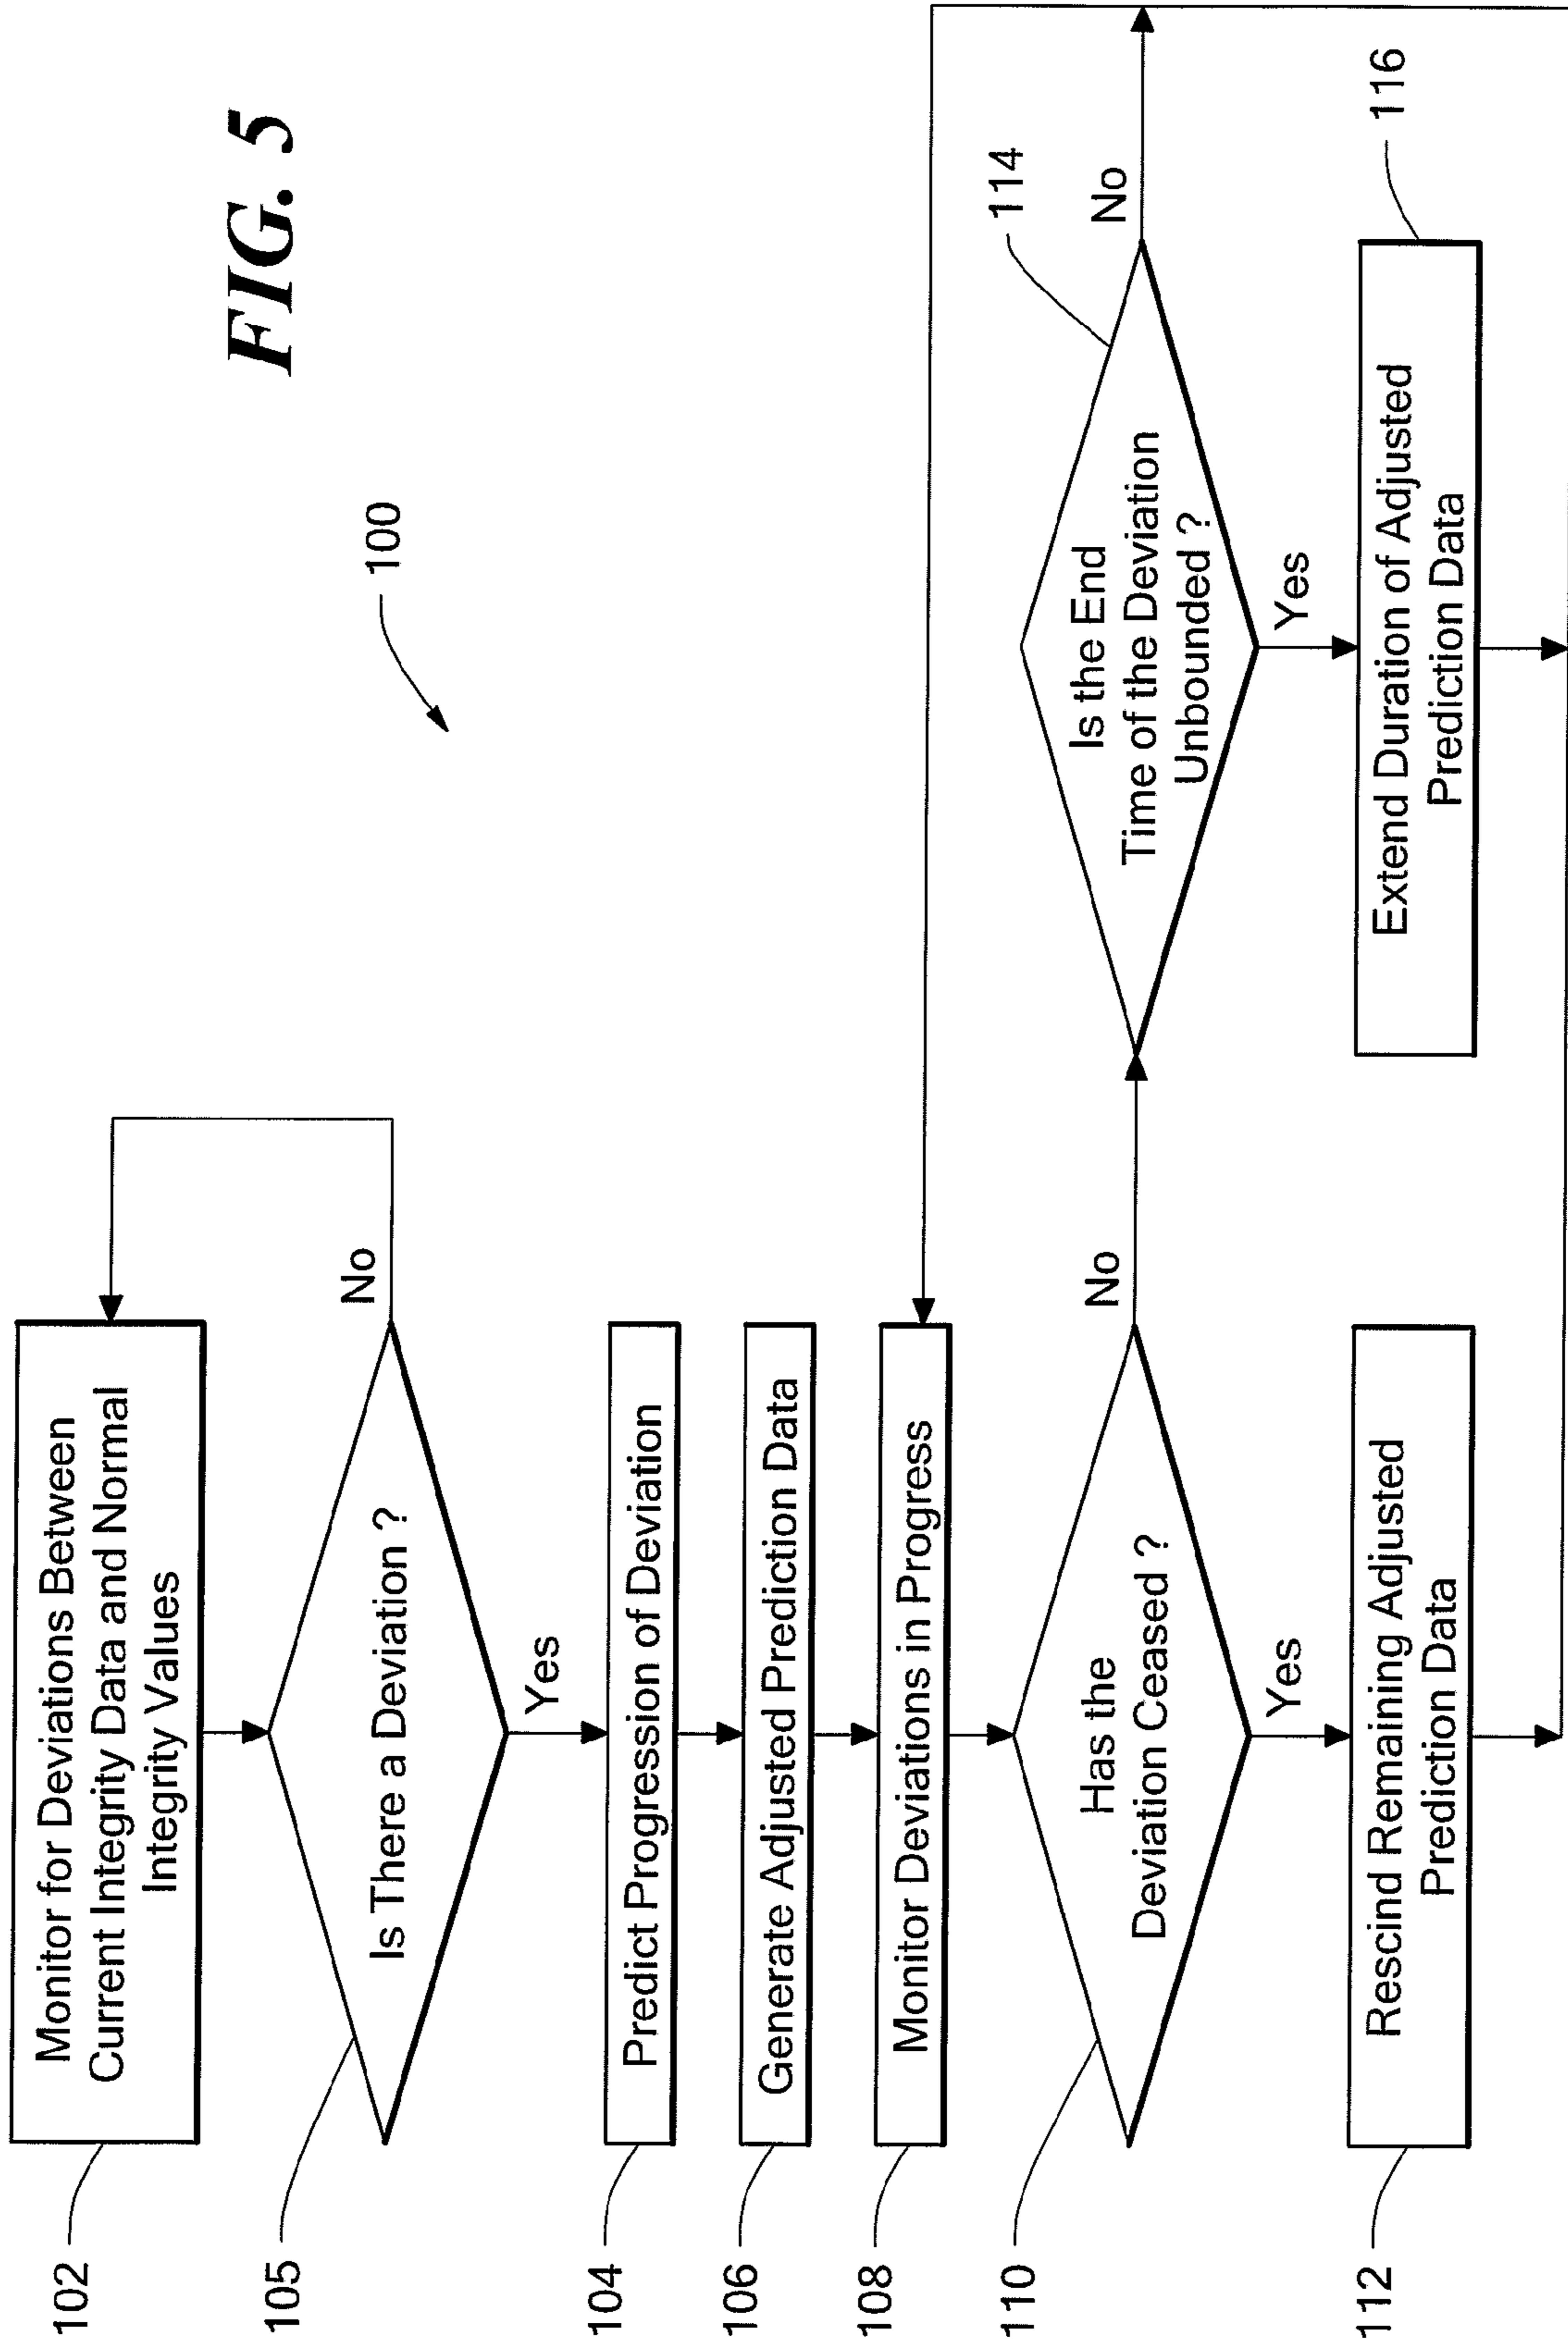 FIG. 5
100
102
Monitor for Deviations Between
Current Integrity Data and Normal
Integrity Values
105
Is There a Deviation ?
No
Yes
104
Predict Progression of Deviation
106
Generate Adjusted Prediction Data
108
Monitor Deviations in Progress
110
Has the
Deviation Ceased ?
No
Yes
114
Is the End
Time of the Deviation
Unbounded ?
No
Yes
112
Rescind Remaining Adjusted
Prediction Data
116
Extend Duration of Adjusted
Prediction Data